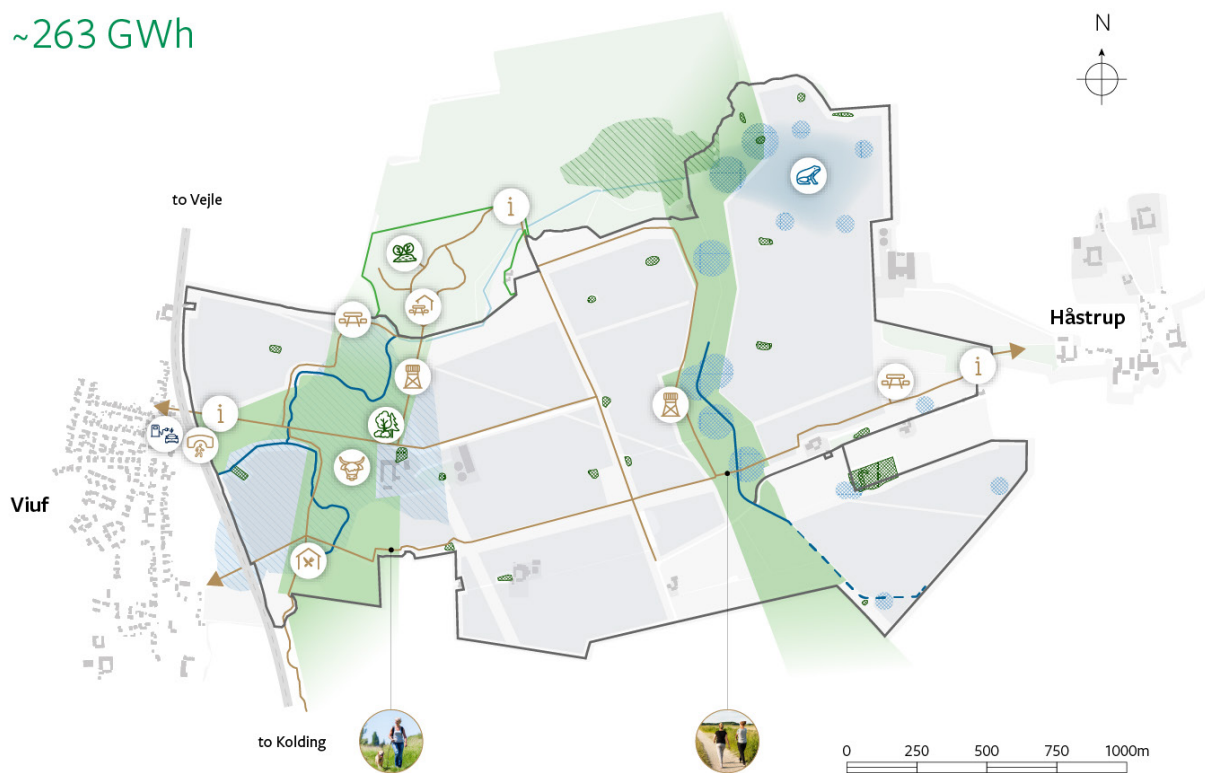 ~263 GWh
N
to Vejle
i
Håstrup
i
i
Viuf
to Kolding
0 250 500 750 1000m